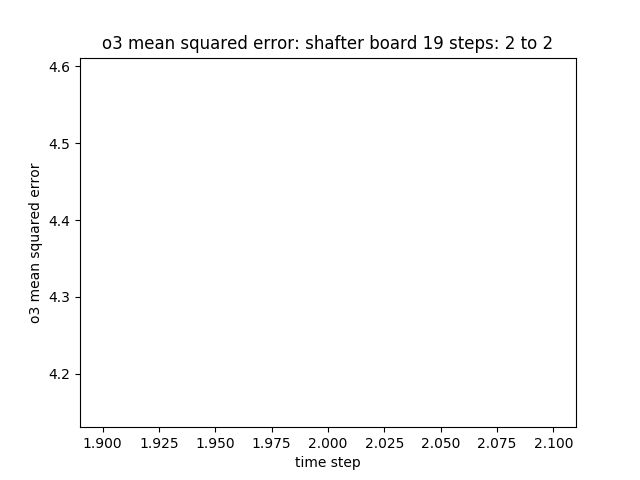 o3 mean squared error: shafter board 19 steps: 2 to 2
4.6
4.5
4.4
4.3
4.2
o3 mean squared error
1.900 1.925 1.950 1.975 2.000 2.025 2.050 2.075 2.100
time step